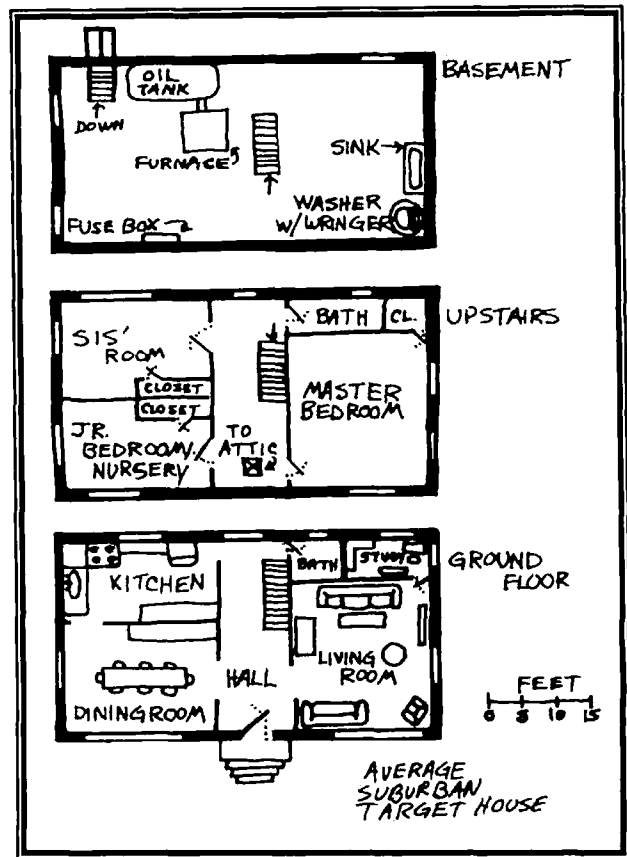 BASEMENT
OIL
TANK
DOWN
FURNACE
SINK
WASHER
W/WRINGER
FUSE BOX
UPSTAIRS
SIS'
ROOM
BATH
CL.
CLOSET
CLOSET
MASTER
BEDROOM
JR.
BEDROOM/
NURSERY
TO
ATTIC
GROUND
FLOOR
KITCHEN
BATH
STUDIO
LIVING
ROOM
HALL
DINING ROOM
FEET
0 5 10 15
AVERAGE
SUBURBAN
TARGET HOUSE